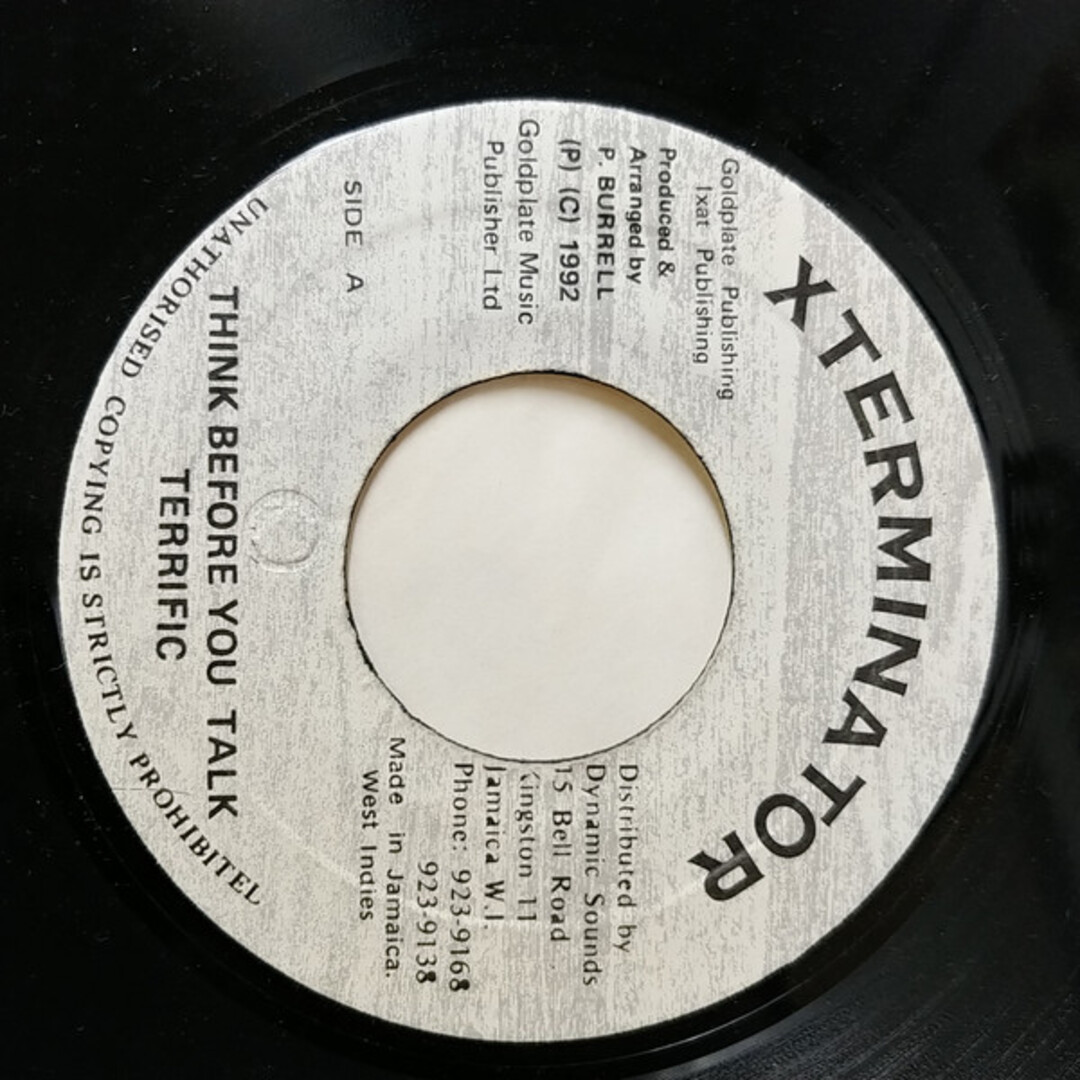 XTERMINATOR
Goldplate Publishing
Ixat Publishing
Produced &
Arranged by
P. BURRELL
(P) (C) 1992
Goldplate Music
Publisher Ltd
SIDE A
Distributed by
Dynamic Sounds
15 Bell Road
Kingston 11
Jamaica W.I.
Phone: 923-9168
923-9138
Made in Jamaica.
West Indies
THINK BEFORE YOU TALK
TERRIFIC
UNATHORISED COPYING IS STRICTLY PROHIBITEL